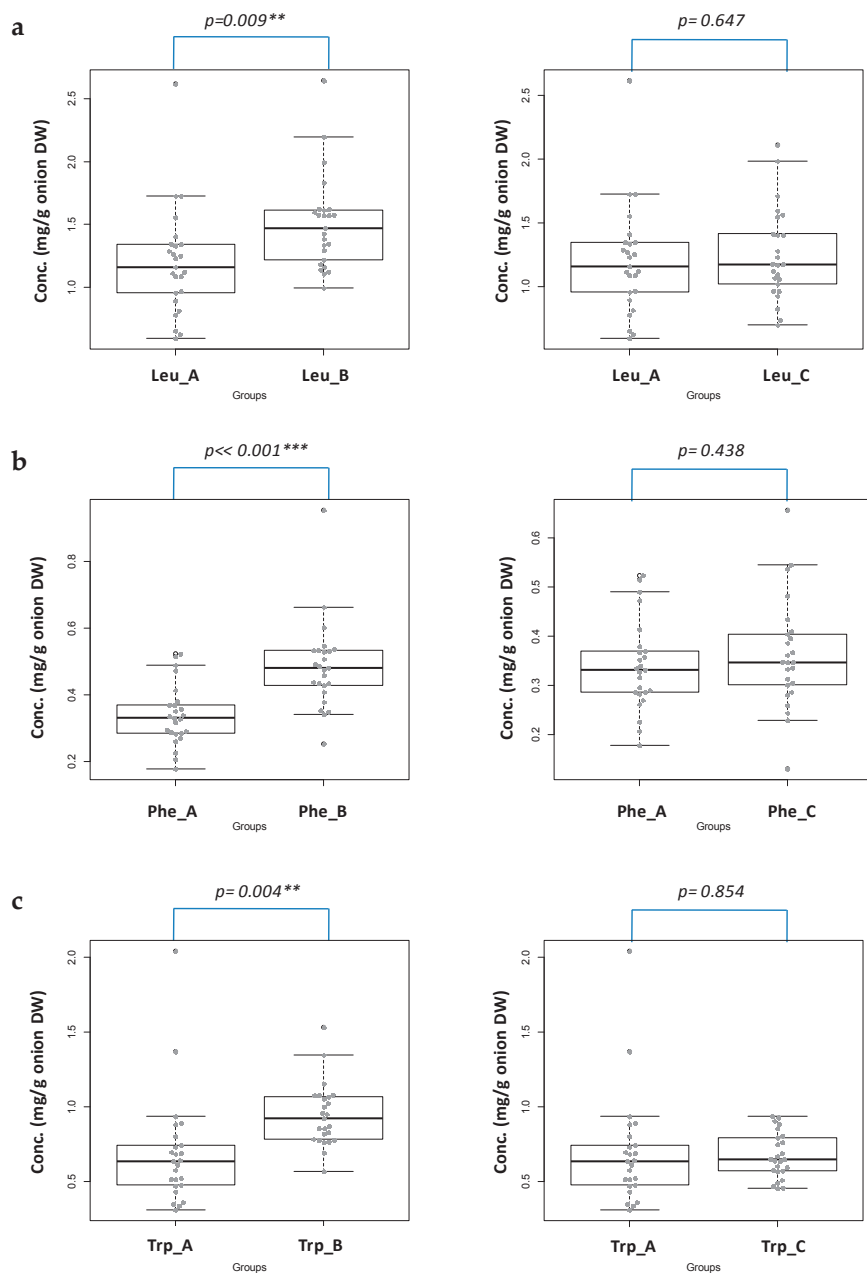 a
p=0.009**
p= 0.647
Conc. (mg/g onion DW)
2.5
2.0
1.5
1.0
Leu_A
Leu_B
Groups
Conc. (mg/g onion DW)
2.5
2.0
1.5
1.0
Leu_A
Leu_C
Groups
b
p<< 0.001***
p= 0.438
Conc. (mg/g onion DW)
0.8
0.6
0.4
0.2
Phe_A
Phe_B
Groups
Conc. (mg/g onion DW)
0.6
0.5
0.4
0.3
0.2
Phe_A
Phe_C
Groups
c
p= 0.004**
p= 0.854
Conc. (mg/g onion DW)
2.0
1.5
1.0
0.5
Trp_A
Trp_B
Groups
Conc. (mg/g onion DW)
2.0
1.5
1.0
0.5
Trp_A
Trp_C
Groups